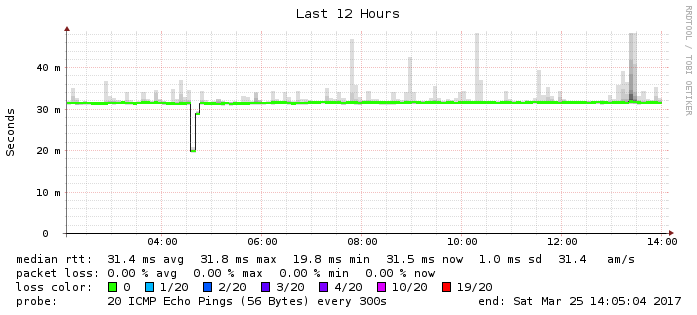 Last 12 Hours
RRDTOOL / TOBI OETIKER
Seconds
40 m
30 m
20 m
10 m
0
04:00 06:00 08:00 10:00 12:00 14:00
median rtt: 31.4 ms avg 31.8 ms max 19.8 ms min 31.5 ms now 1.0 ms sd 31.4 am/s
packet loss: 0.00 % avg 0.00 % max 0.00 % min 0.00 % now
loss color: 0 1/20 2/20 3/20 4/20 10/20 19/20
probe: 20 ICMP Echo Pings (56 Bytes) every 300s end: Sat Mar 25 14:05:04 2017